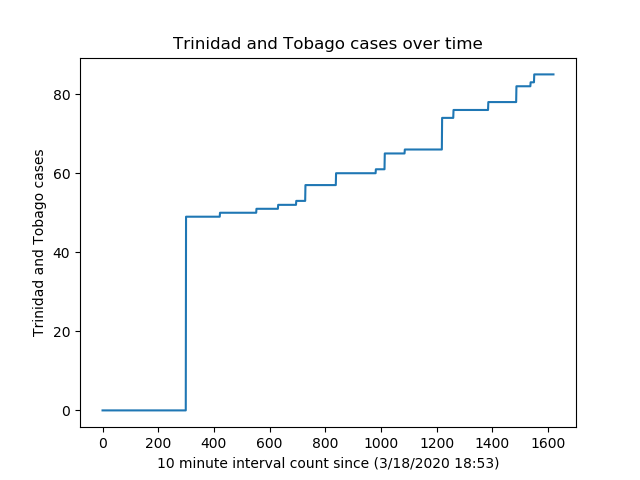 Trinidad and Tobago cases over time
Trinidad and Tobago cases
80
60
40
20
0
0 200 400 600 800 1000 1200 1400 1600
10 minute interval count since (3/18/2020 18:53)